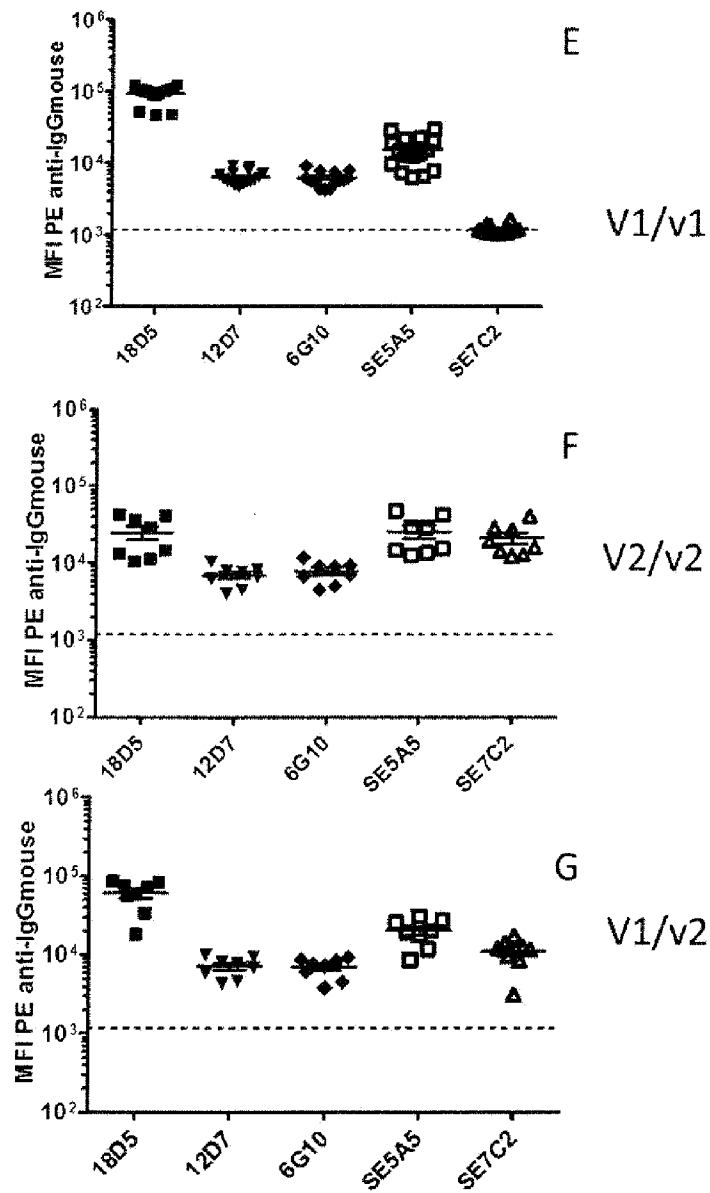 E
MFI PE anti-IgGmouse
10⁶
10⁵
10⁴
10³
10²
18D5
12D7
6G10
SE5A5
SE7C2
V1/v1
F
MFI PE anti-IgGmouse
10⁶
10⁵
10⁴
10³
10²
18D5
12D7
6G10
SE5A5
SE7C2
V2/v2
G
MFI PE anti-IgGmouse
10⁶
10⁵
10⁴
10³
10²
18D5
12D7
6G10
SE5A5
SE7C2
V1/v2